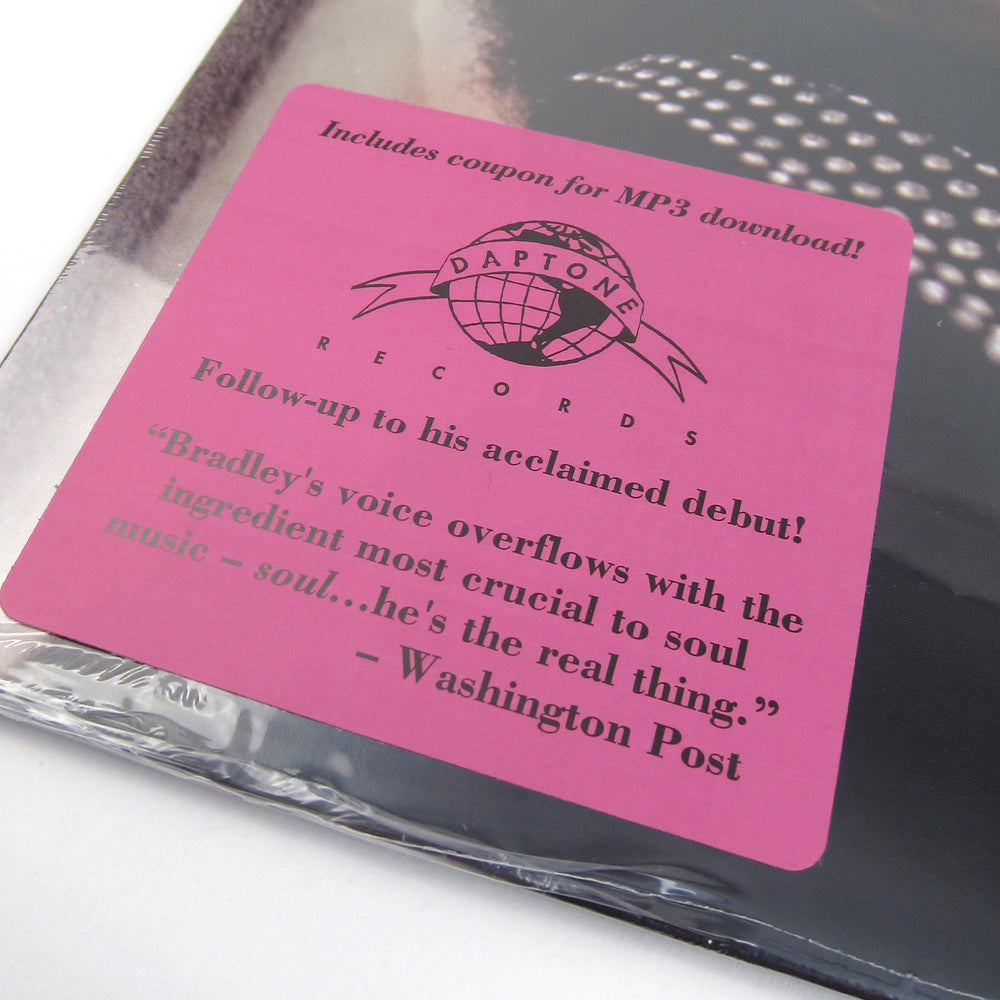 Includes coupon for MP3 download!
DAPTONE
RECORDS
Follow-up to his acclaimed debut!
“Bradley's voice overflows with the
ingredient most crucial to soul
music – soul...he's the real thing.”
– Washington Post